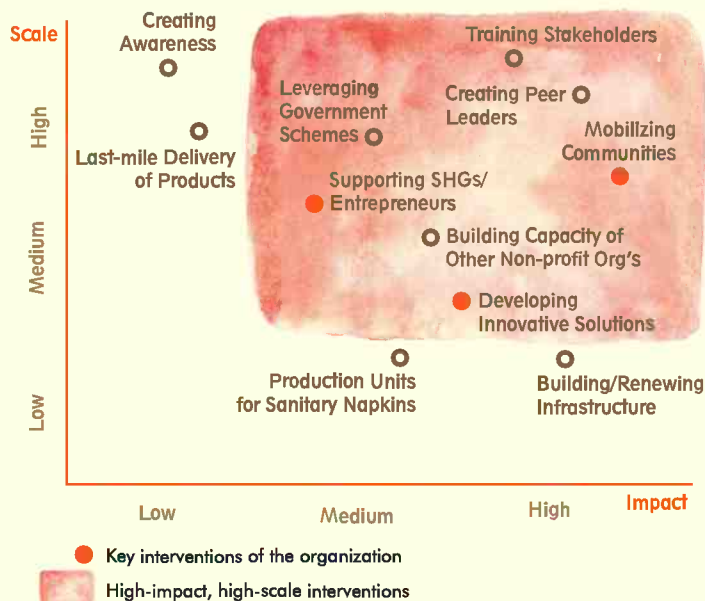 Scale
Creating
Awareness
Training Stakeholders
Leveraging
Government
Schemes
Creating Peer
Leaders
High
Mobilizing
Communities
Last-mile Delivery
of Products
Supporting SHGs/
Entrepreneurs
Medium
Building Capacity of
Other Non-profit Org's
Developing
Innovative Solutions
Production Units
for Sanitary Napkins
Building/Renewing
Infrastructure
Low
Low
Medium
High
Impact
Key interventions of the organization
High-impact, high-scale interventions